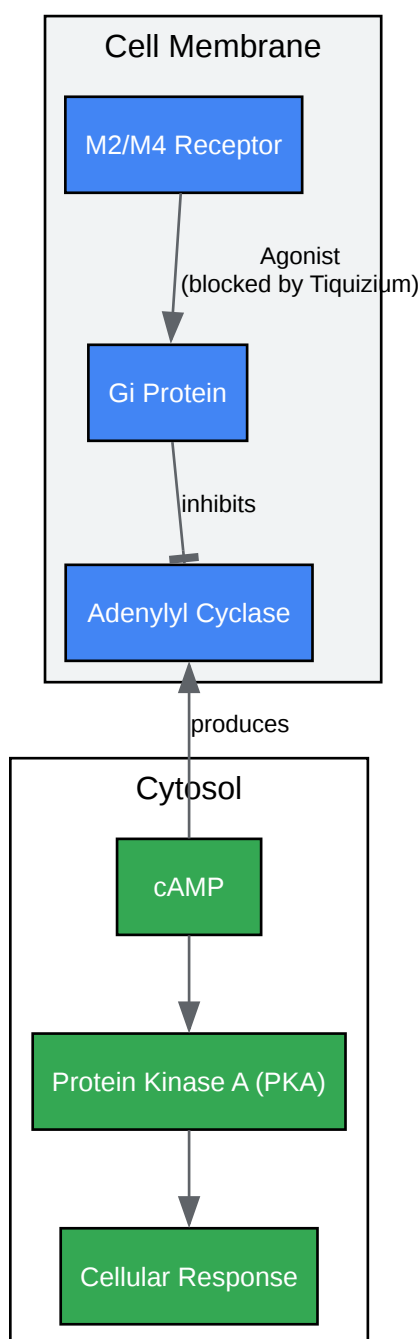 Cell Membrane
M2/M4 Receptor
Agonist
(blocked by Tiquizium)
Gi Protein
inhibits
Adenylyl Cyclase
produces
Cytosol
cAMP
Protein Kinase A (PKA)
Cellular Response